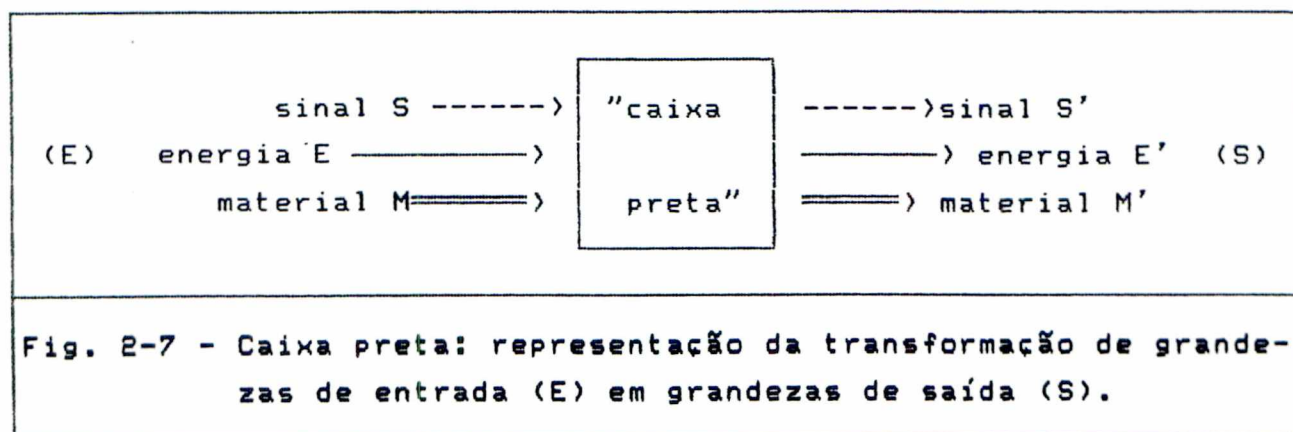 sinal S ------> "caixa ------>sinal S'
(E) energia E ————> ————> energia E' (S)
material M====> preta" ====> material M'
Fig. 2-7 - Caixa preta: representação da transformação de grande-
zas de entrada (E) em grandezas de saída (S).